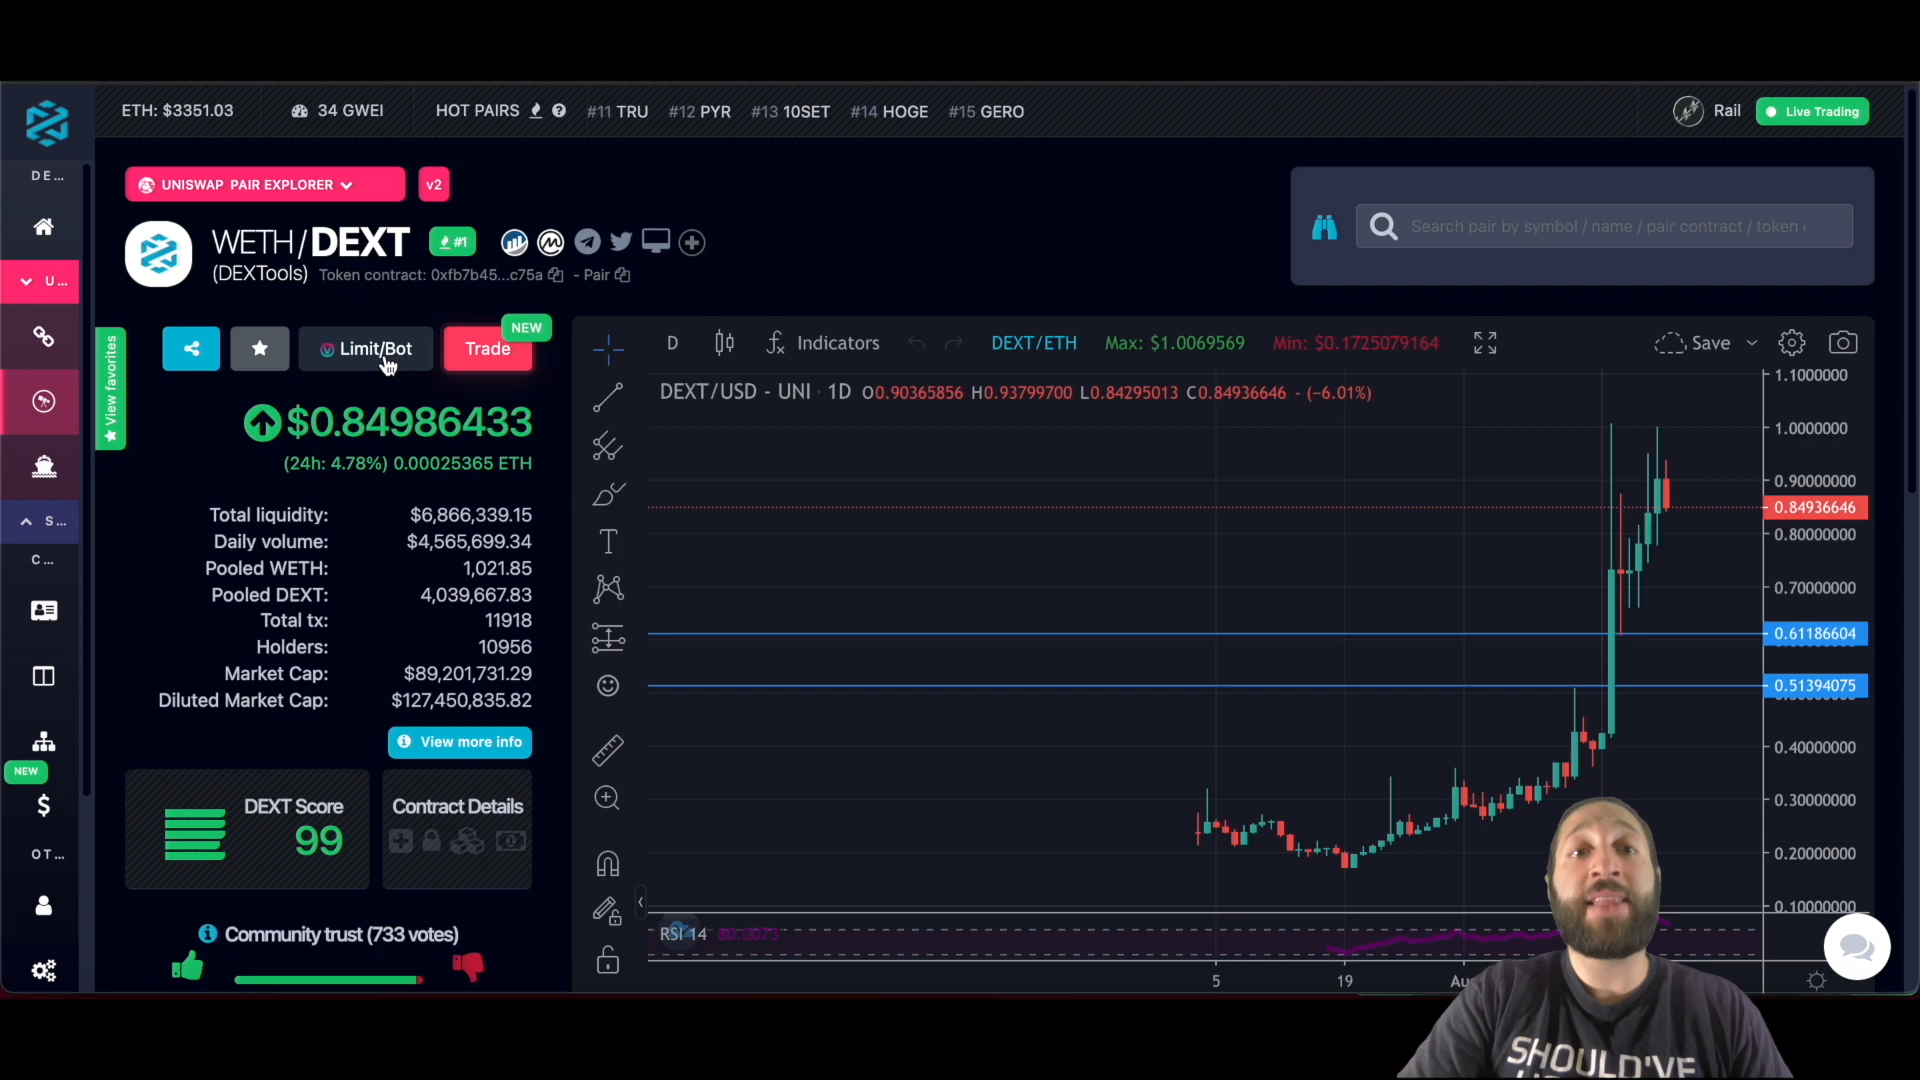 ETH: $3351.03
34 GWEI
HOT PAIRS
#11 TRU
#12 PYR
#13 10SET
#14 HOGE
#15 GERO
Rail
Live Trading
DE...
UNISWAP PAIR EXPLORER
v2
WETH/DEXT
#1
(DEXTools)
Token contract: 0xfb7b45...c75a
- Pair
Search pair by symbol / name / pair contract / token
U...
View favorites
Limit/Bot
Trade
NEW
$0.84986433
(24h: 4.78%) 0.00025365 ETH
Total liquidity: $6,866,339.15
Daily volume: $4,565,699.34
Pooled WETH: 1,021.85
Pooled DEXT: 4,039,667.83
Total tx: 11918
Holders: 10956
Market Cap: $89,201,731.29
Diluted Market Cap: $127,450,835.82
View more info
S...
C...
NEW
OT...
DEXT Score
99
Contract Details
Community trust (733 votes)
D
Indicators
DEXT/ETH
Max: $1.0069569
Min: $0.1725079164
Save
DEXT/USD - UNI · 1D O0.90365856 H0.93799700 L0.84295013 C0.84936646 - (−6.01%)
1.1000000
1.0000000
0.90000000
0.84936646
0.80000000
0.70000000
0.61186604
0.51394075
0.40000000
0.30000000
0.20000000
0.10000000
RSI 14
80.0073
5
19
Au
SHOULD'VE